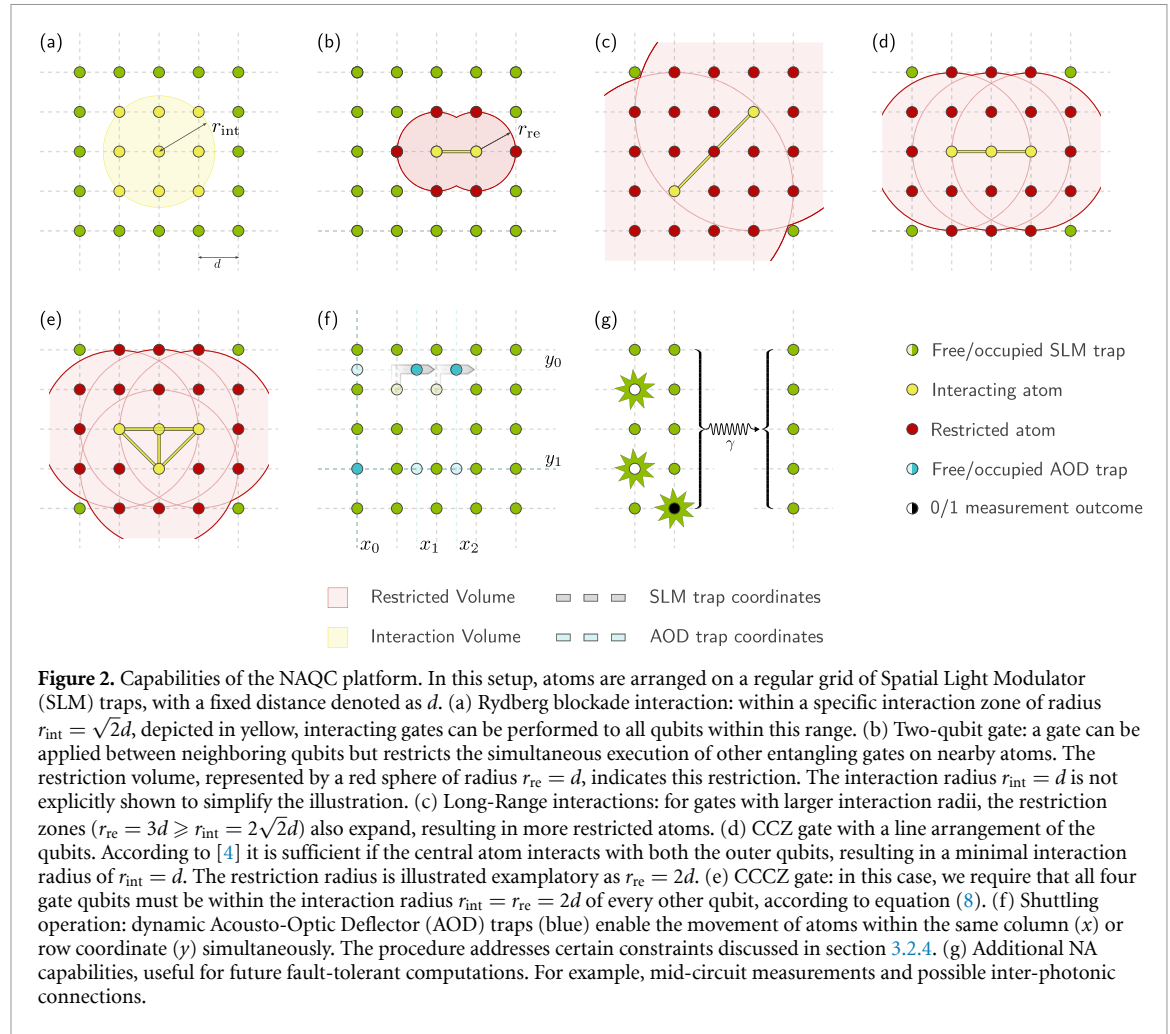 (a)
(b)
(c)
(d)
r_int
r_re
d
(e)
(f)
(g)
y_0
y_1
x_0
x_1
x_2
γ
Free/occupied SLM trap
Interacting atom
Restricted atom
Free/occupied AOD trap
0/1 measurement outcome
Restricted Volume
SLM trap coordinates
Interaction Volume
AOD trap coordinates
Figure 2. Capabilities of the NAQC platform. In this setup, atoms are arranged on a regular grid of Spatial Light Modulator
(SLM) traps, with a fixed distance denoted as d. (a) Rydberg blockade interaction: within a specific interaction zone of radius
r_int = √2d, depicted in yellow, interacting gates can be performed to all qubits within this range. (b) Two-qubit gate: a gate can be
applied between neighboring qubits but restricts the simultaneous execution of other entangling gates on nearby atoms. The
restriction volume, represented by a red sphere of radius r_re = d, indicates this restriction. The interaction radius r_int = d is not
explicitly shown to simplify the illustration. (c) Long-Range interactions: for gates with larger interaction radii, the restriction
zones (r_re = 3d ⩾ r_int = 2√2d) also expand, resulting in more restricted atoms. (d) CCZ gate with a line arrangement of the
qubits. According to [4] it is sufficient if the central atom interacts with both the outer qubits, resulting in a minimal interaction
radius of r_int = d. The restriction radius is illustrated examplatory as r_re = 2d. (e) CCCZ gate: in this case, we require that all four
gate qubits must be within the interaction radius r_int = r_re = 2d of every other qubit, according to equation (8). (f) Shuttling
operation: dynamic Acousto-Optic Deflector (AOD) traps (blue) enable the movement of atoms within the same column (x) or
row coordinate (y) simultaneously. The procedure addresses certain constraints discussed in section 3.2.4. (g) Additional NA
capabilities, useful for future fault-tolerant computations. For example, mid-circuit measurements and possible inter-photonic
connections.